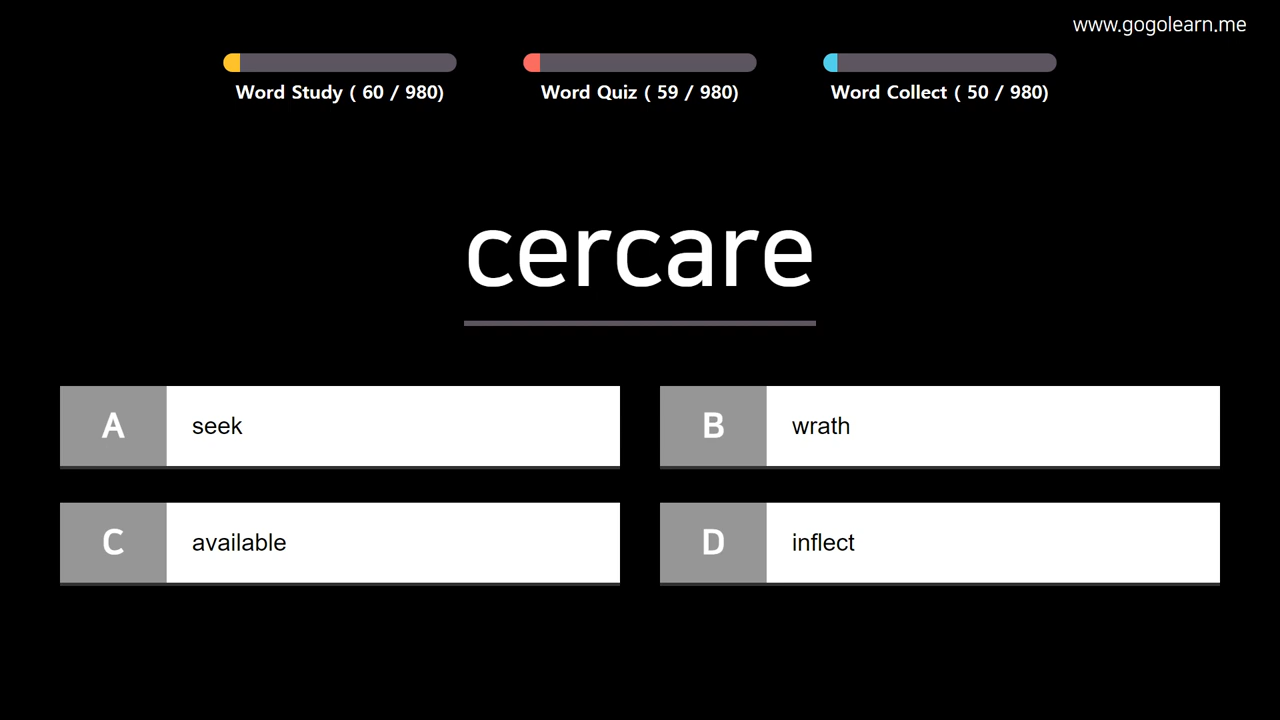 www.gogolearn.me
Word Study ( 60 / 980)
Word Quiz ( 59 / 980)
Word Collect ( 50 / 980)
cercare
A seek
B wrath
C available
D inflect